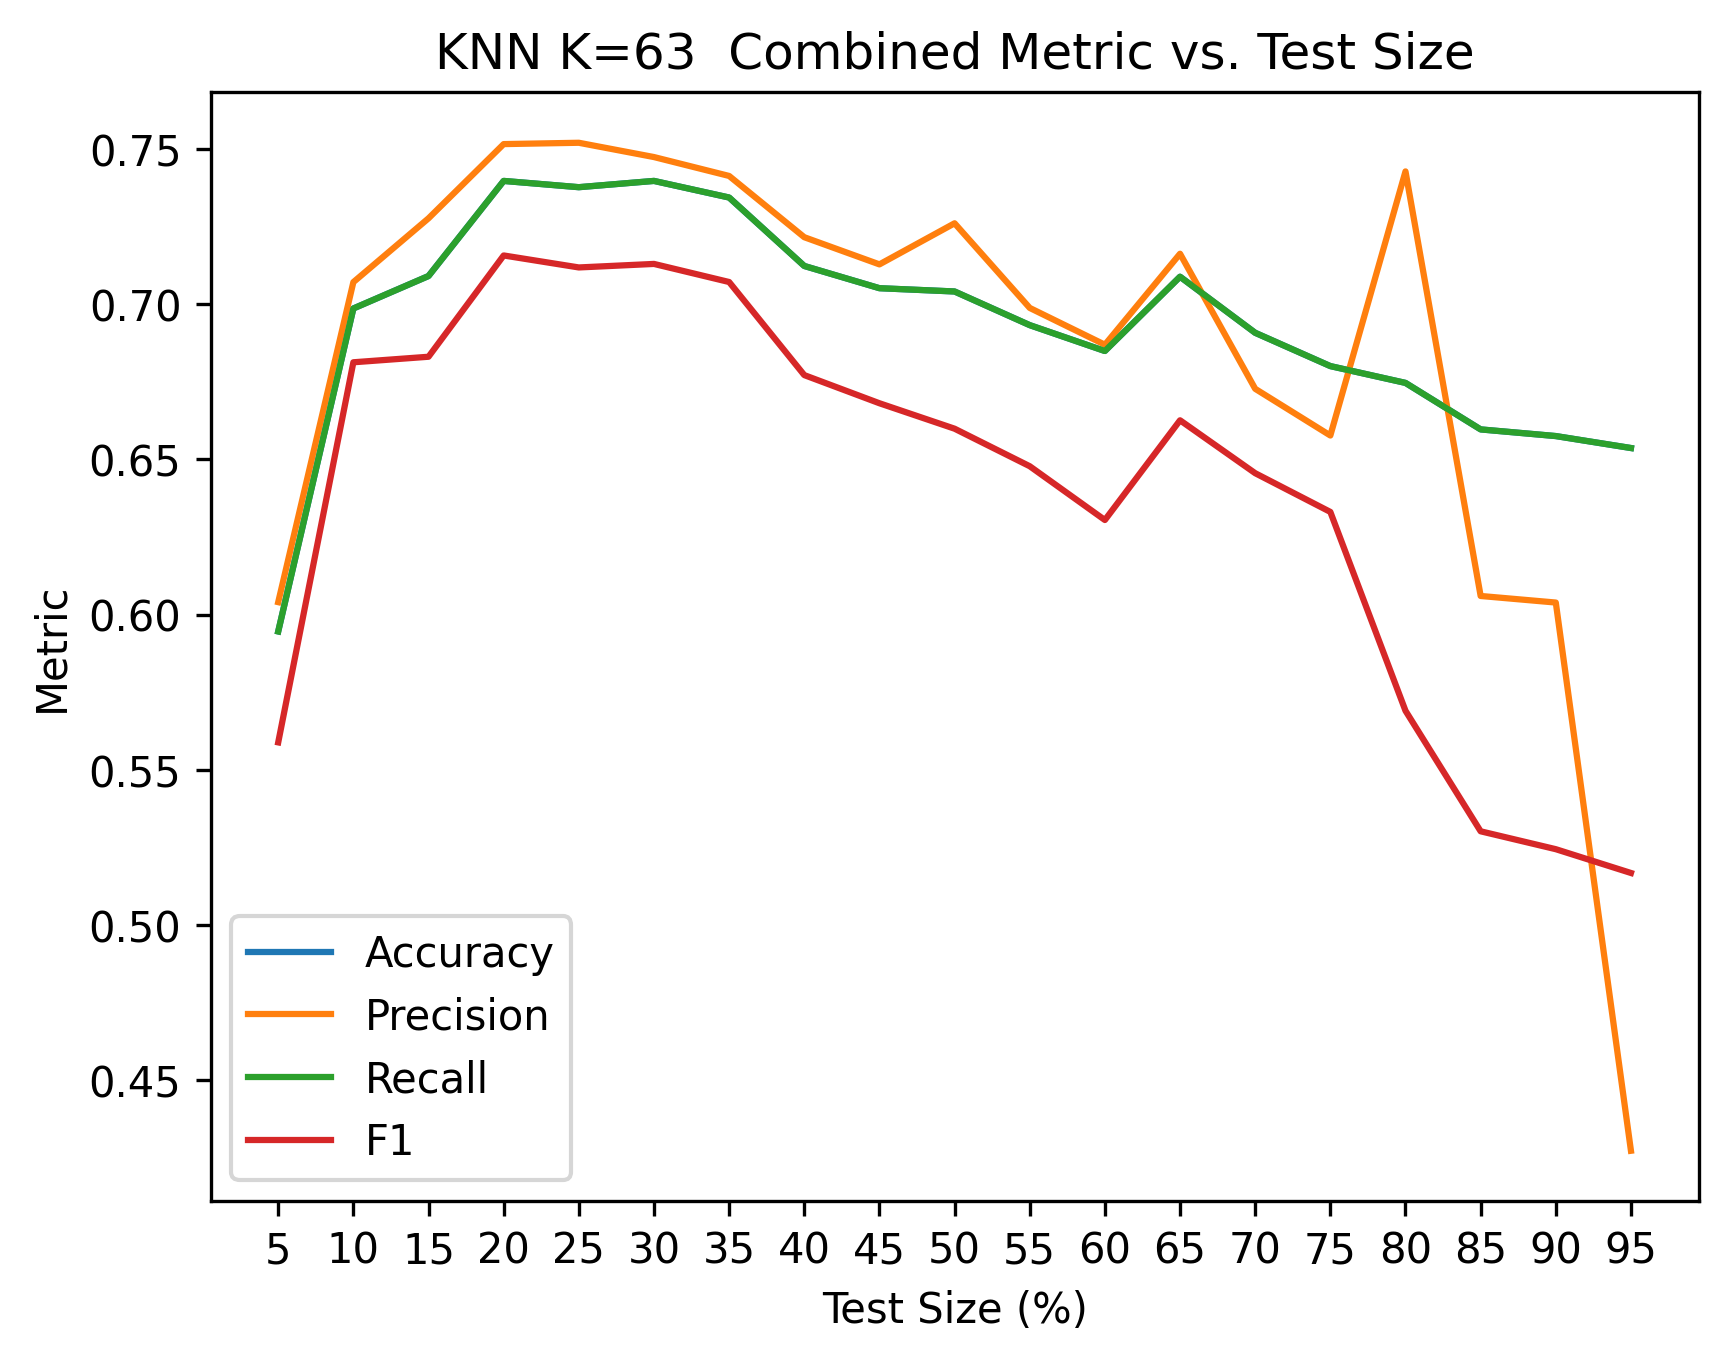 KNN K=63  Combined Metric vs. Test Size
0.75
0.70
0.65
0.60
0.55
0.50
0.45
Metric
Accuracy
Precision
Recall
F1
5 10 15 20 25 30 35 40 45 50 55 60 65 70 75 80 85 90 95
Test Size (%)